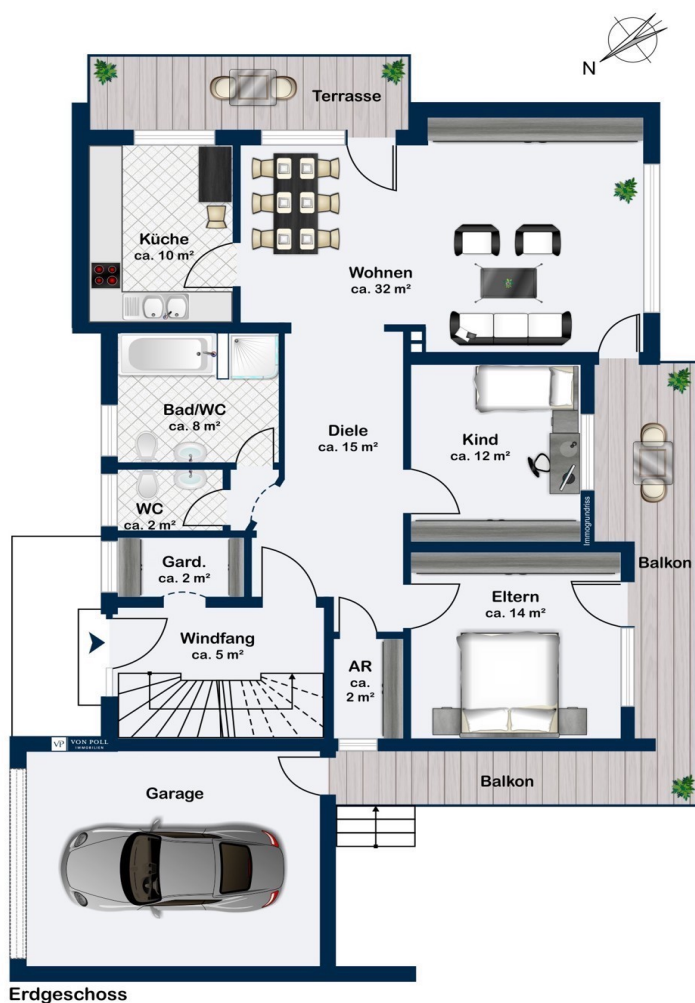 N
Terrasse
Küche
ca. 10 m²
Wohnen
ca. 32 m²
Bad/WC
ca. 8 m²
Diele
ca. 15 m²
Kind
ca. 12 m²
WC
ca. 2 m²
Immogrundriss
Gard.
ca. 2 m²
Balkon
Eltern
ca. 14 m²
Windfang
ca. 5 m²
AR
ca.
2 m²
VP VON POLL
IMMOBILIEN
Garage
Balkon
Erdgeschoss